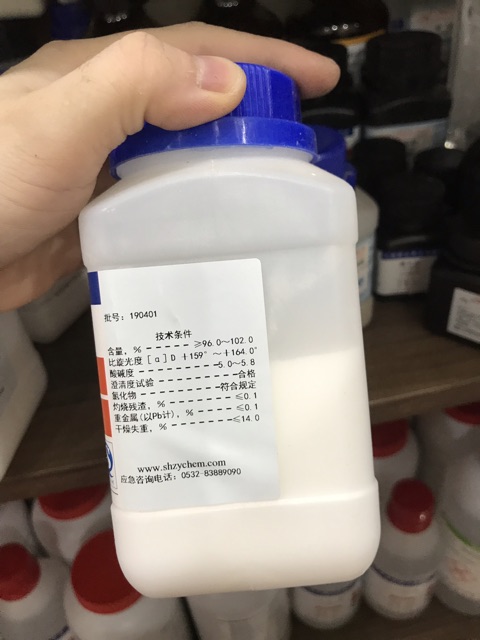 批号：190401
技术条件
含量，% ------ ≥96.0～102.0
比旋光度[α]D +159°～+164.0°
酸碱度 --------- 5.0～5.8
澄清度试验 --------- 合格
氯化物 --------- 符合规定
灼烧残渣，% --------- ≤0.1
重金属(以Pb计)，% ---- ≤0.1
干燥失重，% --------- ≤14.0
www.shzychem.com
应急咨询电话：0532-83889090